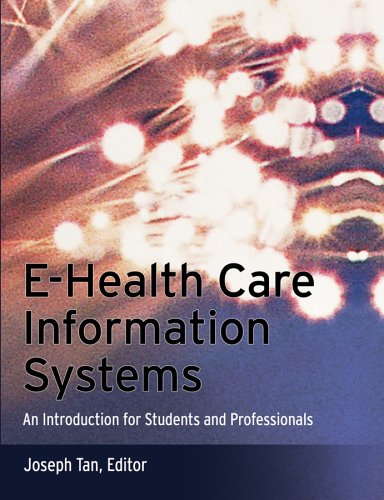 E-Health Care
Information
Systems
An Introduction for Students and Professionals
Joseph Tan, Editor